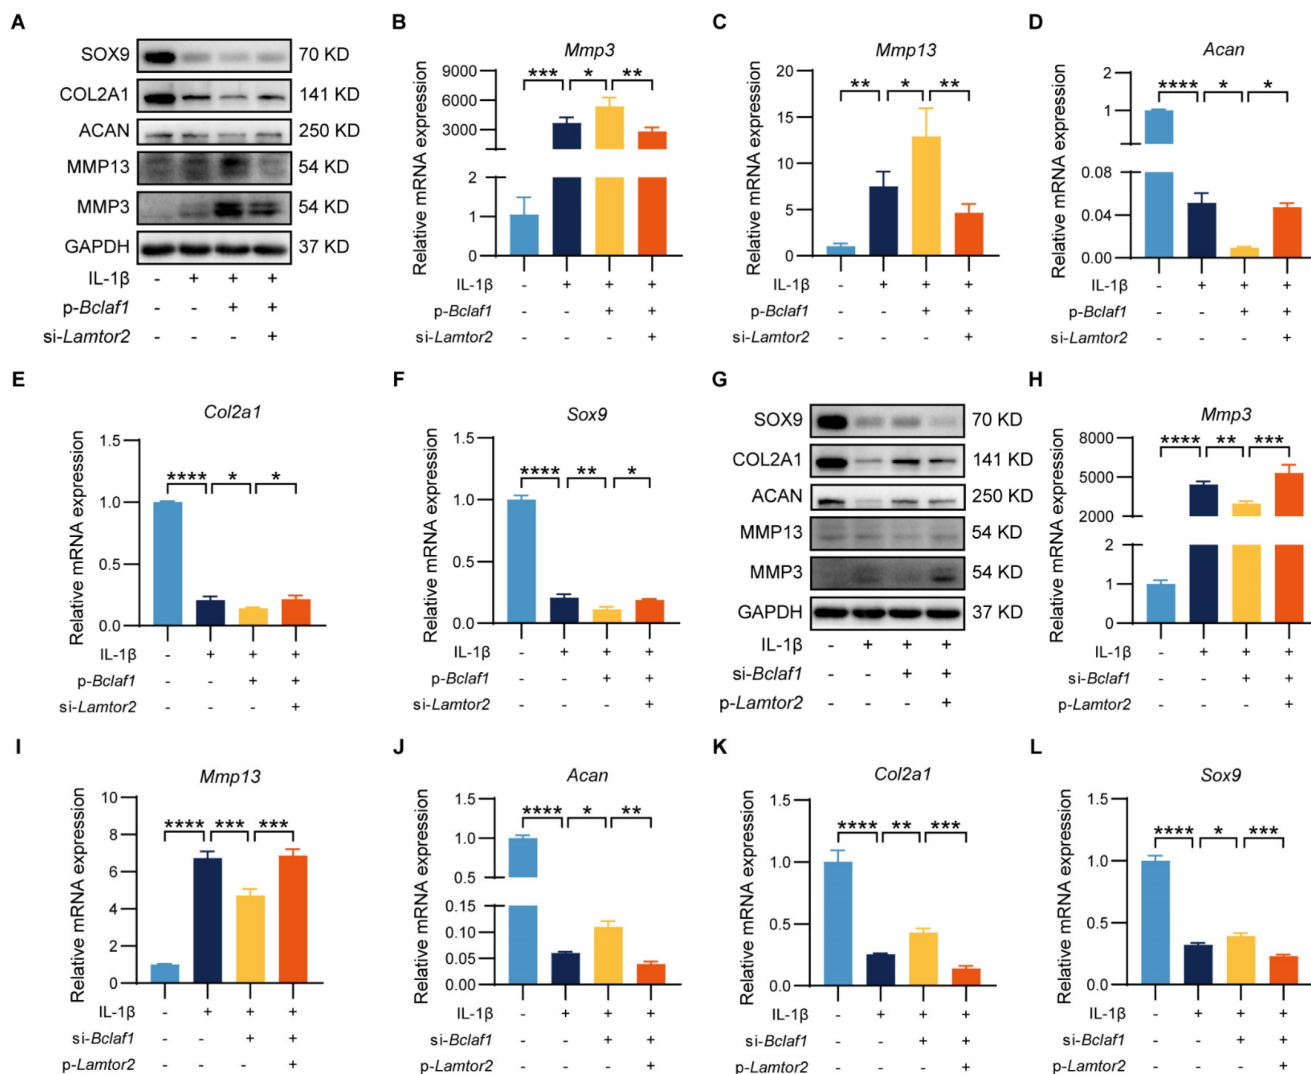 A
SOX9 70 KD
COL2A1 141 KD
ACAN 250 KD
MMP13 54 KD
MMP3 54 KD
GAPDH 37 KD
IL-1β - + + +
p-Bclaf1 - - + +
si-Lamtor2 - - - +
B
Mmp3
Relative mRNA expression
9000
6000
3000
2
1
0
*** * **
IL-1β - + + +
p-Bclaf1 - - + +
si-Lamtor2 - - - +
C
Mmp13
Relative mRNA expression
20
15
10
5
0
** * **
IL-1β - + + +
p-Bclaf1 - - + +
si-Lamtor2 - - - +
D
Acan
Relative mRNA expression
2
1
0.08
0.04
0.00
**** * *
IL-1β - + + +
p-Bclaf1 - - + +
si-Lamtor2 - - - +
E
Col2a1
Relative mRNA expression
1.5
1.0
0.5
0.0
**** * *
IL-1β - + + +
p-Bclaf1 - - + +
si-Lamtor2 - - - +
F
Sox9
Relative mRNA expression
1.5
1.0
0.5
0.0
**** ** *
IL-1β - + + +
p-Bclaf1 - - + +
si-Lamtor2 - - - +
G
SOX9 70 KD
COL2A1 141 KD
ACAN 250 KD
MMP13 54 KD
MMP3 54 KD
GAPDH 37 KD
IL-1β - + + +
si-Bclaf1 - - + +
p-Lamtor2 - - - +
H
Mmp3
Relative mRNA expression
8000
5000
2000
2
1
0
**** ** ***
IL-1β - + + +
si-Bclaf1 - - + +
p-Lamtor2 - - - +
I
Mmp13
Relative mRNA expression
10
8
6
4
2
0
**** *** ***
IL-1β - + + +
si-Bclaf1 - - + +
p-Lamtor2 - - - +
J
Acan
Relative mRNA expression
1.5
1.0
0.5
0.15
0.10
0.05
0.00
**** * **
IL-1β - + + +
si-Bclaf1 - - + +
p-Lamtor2 - - - +
K
Col2a1
Relative mRNA expression
1.5
1.0
0.5
0.0
**** ** ***
IL-1β - + + +
si-Bclaf1 - - + +
p-Lamtor2 - - - +
L
Sox9
Relative mRNA expression
1.5
1.0
0.5
0.0
**** * ***
IL-1β - + + +
si-Bclaf1 - - + +
p-Lamtor2 - - - +